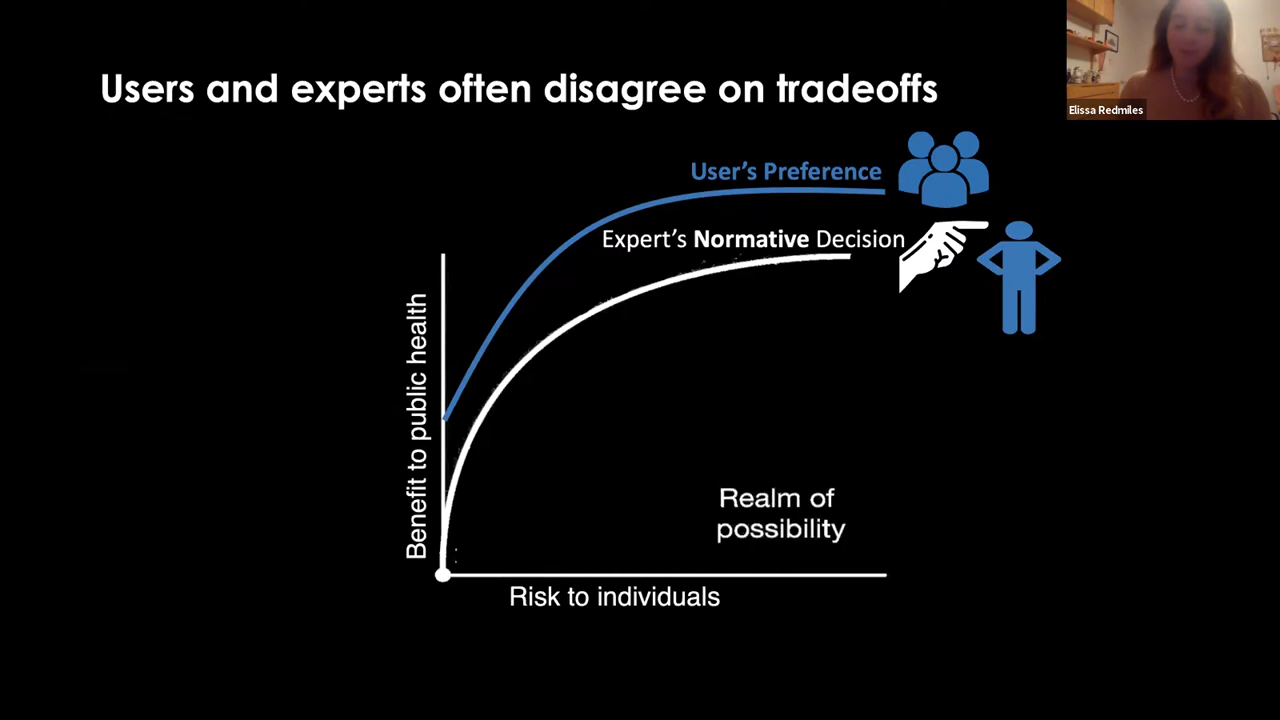 Users and experts often disagree on tradeoffs
Elissa Redmiles
User's Preference
Expert's Normative Decision
Benefit to public health
Realm of
possibility
Risk to individuals